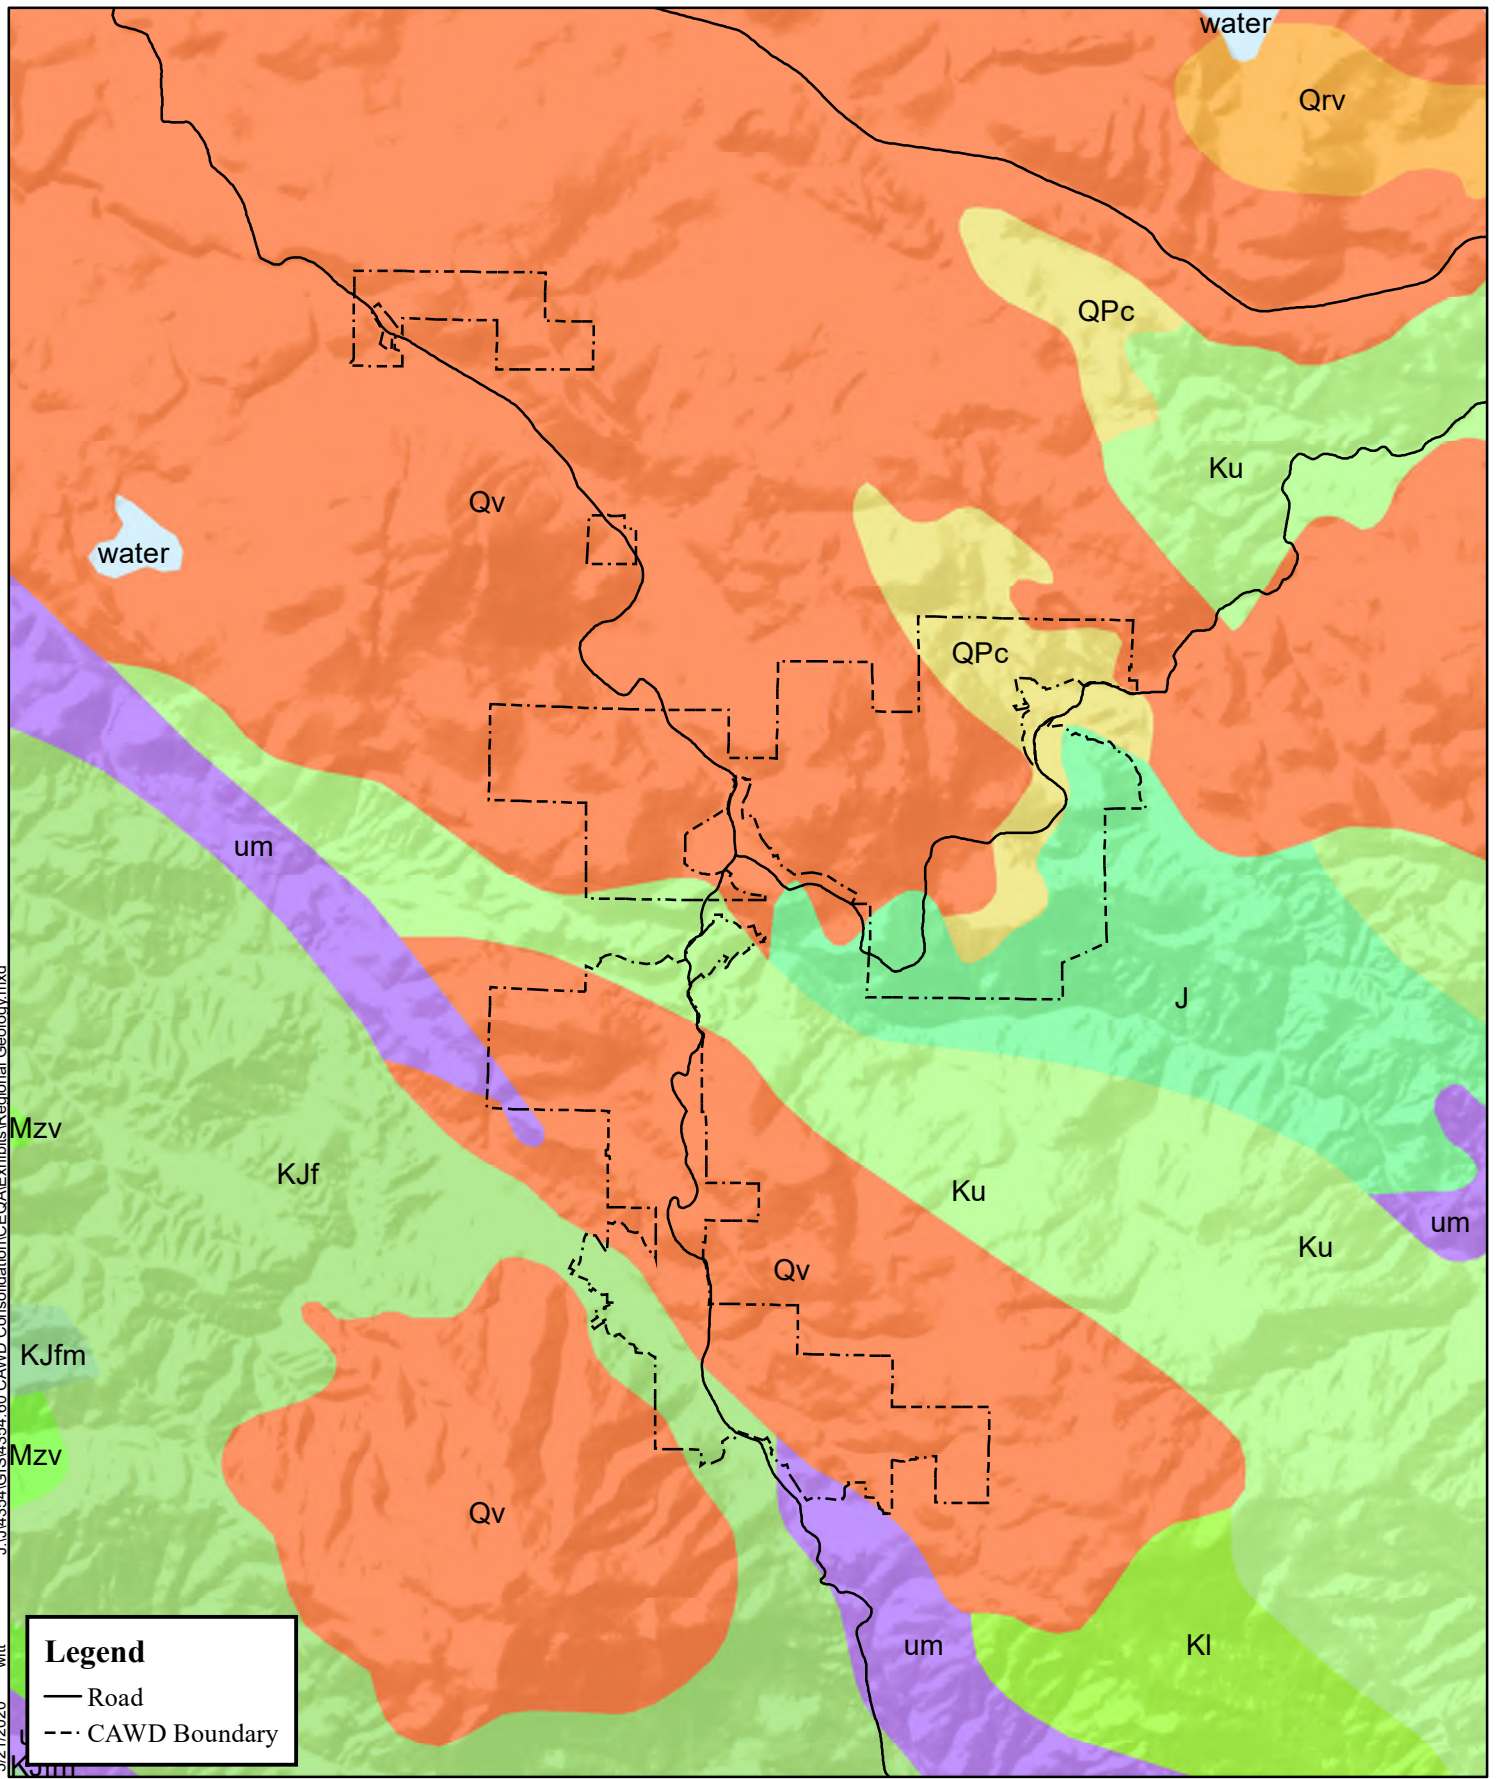 water
Qrv
QPc
Ku
Qv
water
QPc
um
J
Mzv
KJf
Ku
um
Ku
Qv
KJfm
Mzv
Qv
um
Kl
Legend
Road
CAWD Boundary